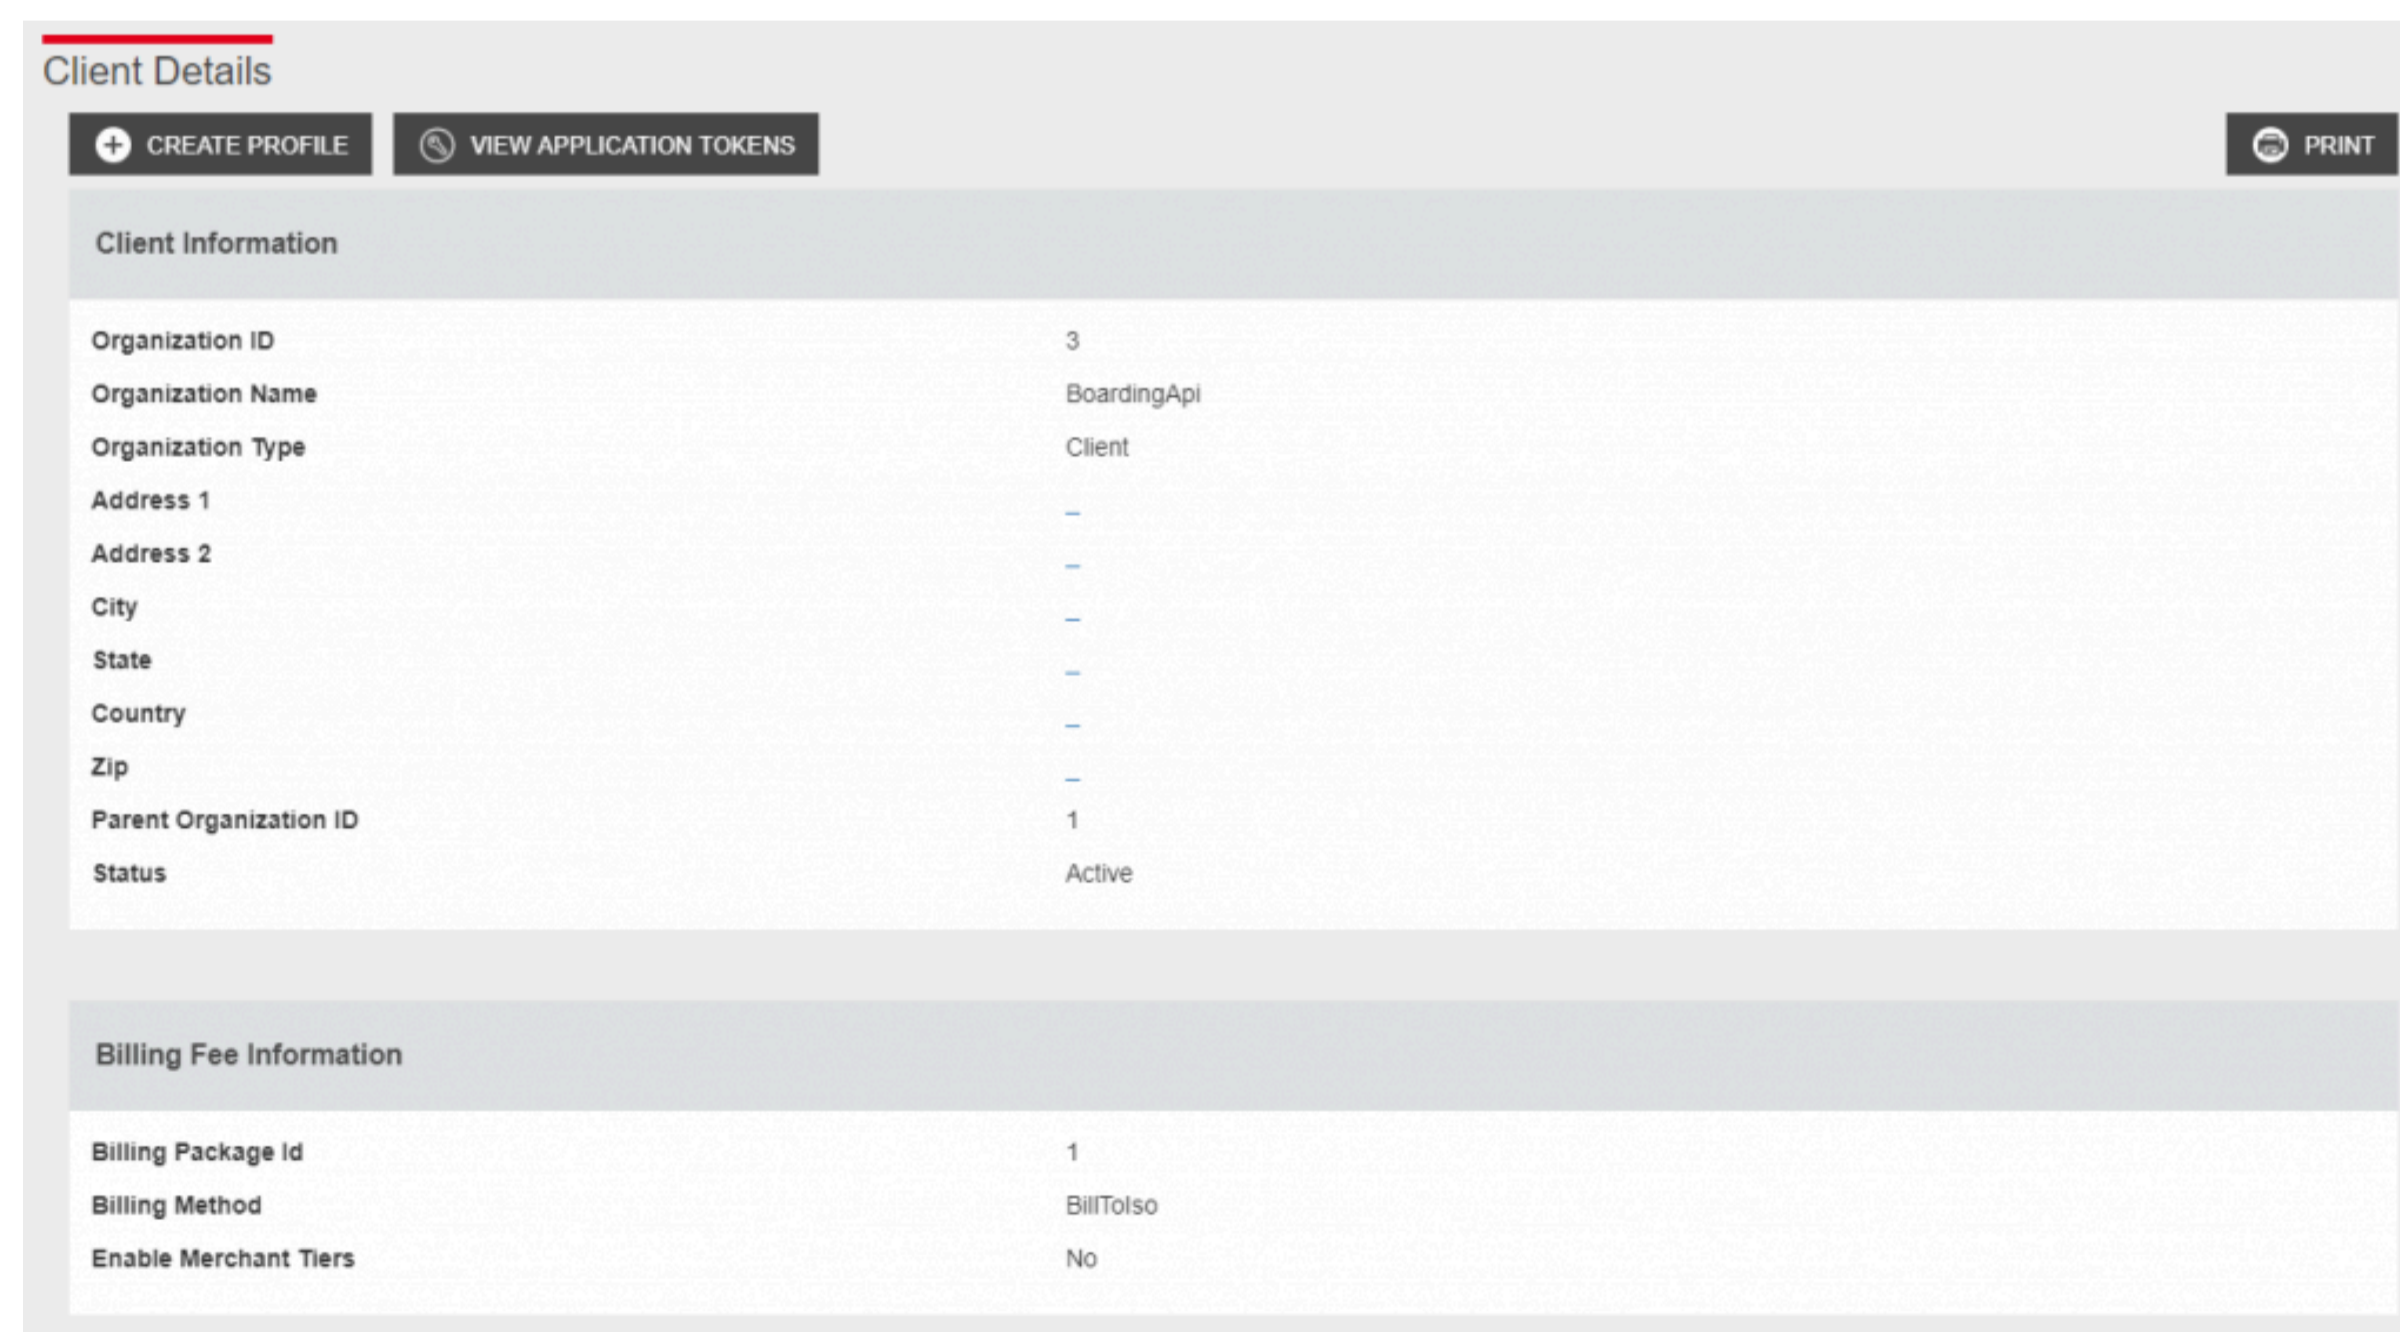 Client Details
CREATE PROFILE VIEW APPLICATION TOKENS PRINT
Client Information
Organization ID 3
Organization Name BoardingApi
Organization Type Client
Address 1 _
Address 2 _
City _
State _
Country _
Zip _
Parent Organization ID 1
Status Active
Billing Fee Information
Billing Package Id 1
Billing Method BillToIso
Enable Merchant Tiers No